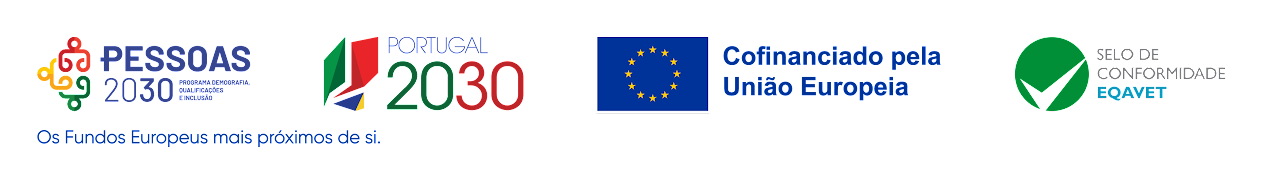 PESSOAS
2030
PROGRAMA DEMOGRAFIA,
QUALIFICAÇÕES
E INCLUSÃO
PORTUGAL
2030
Cofinanciado pela
União Europeia
SELO DE
CONFORMIDADE
EQAVET
Os Fundos Europeus mais próximos de si.